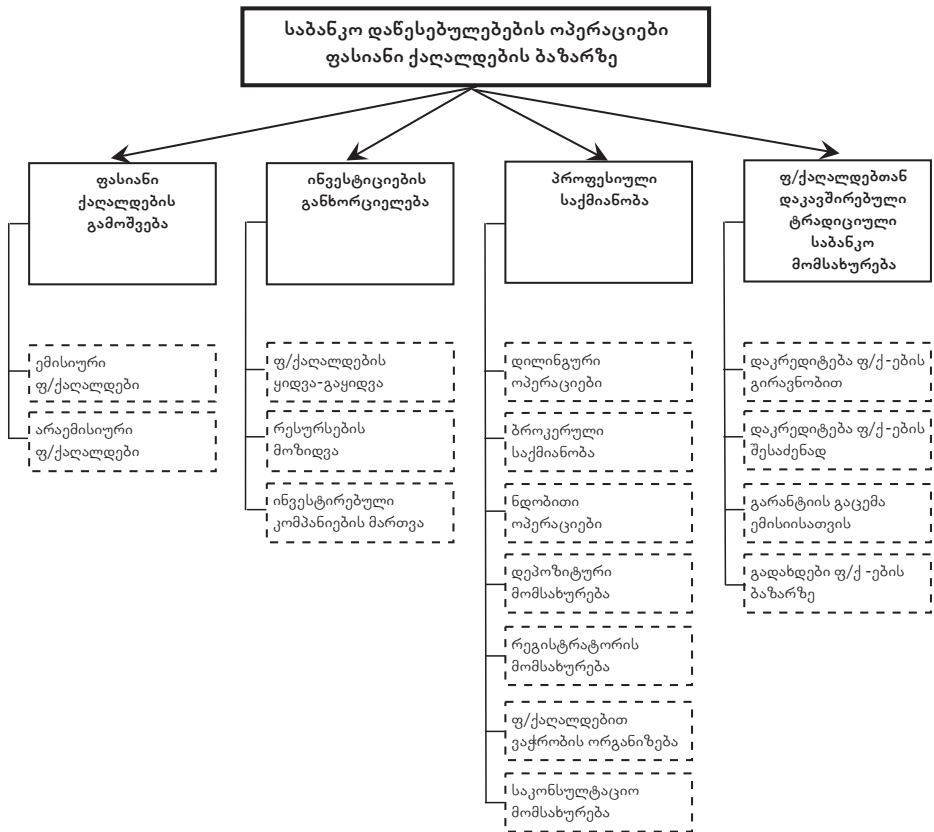 საბანკო დაწესებულებების ოპერაციები
ფასიანი ქაღალდების ბაზარზე
ფასიანი
ქაღალდების
გამოშვება
ემისიური
ფ/ქაღალდები
არაემისიური
ფ/ქაღალდები
ინვესტიციების
განხორციელება
ფ/ქაღალდების
ყიდვა-გაყიდვა
რესურსების
მოზიდვა
ინვესტირებული
კომპანიების მართვა
პროფესიული
საქმიანობა
დილინგური
ოპერაციები
ბროკერული
საქმიანობა
ნდობითი
ოპერაციები
დეპოზიტური
მომსახურება
რეგისტრატორის
მომსახურება
ფ/ქაღალდებით
ვაჭრობის ორგანიზება
საკონსულტაციო
მომსახურება
ფ/ქაღალდებთან
დაკავშირებული
ტრადიციული
საბანკო
მომსახურება
დაკრედიტება ფ/ქ-ების
გირავნობით
დაკრედიტება ფ/ქ-ების
შესაძენად
გარანტიის გაცემა
ემისიისათვის
გადახდები ფ/ქ -ების
ბაზარზე